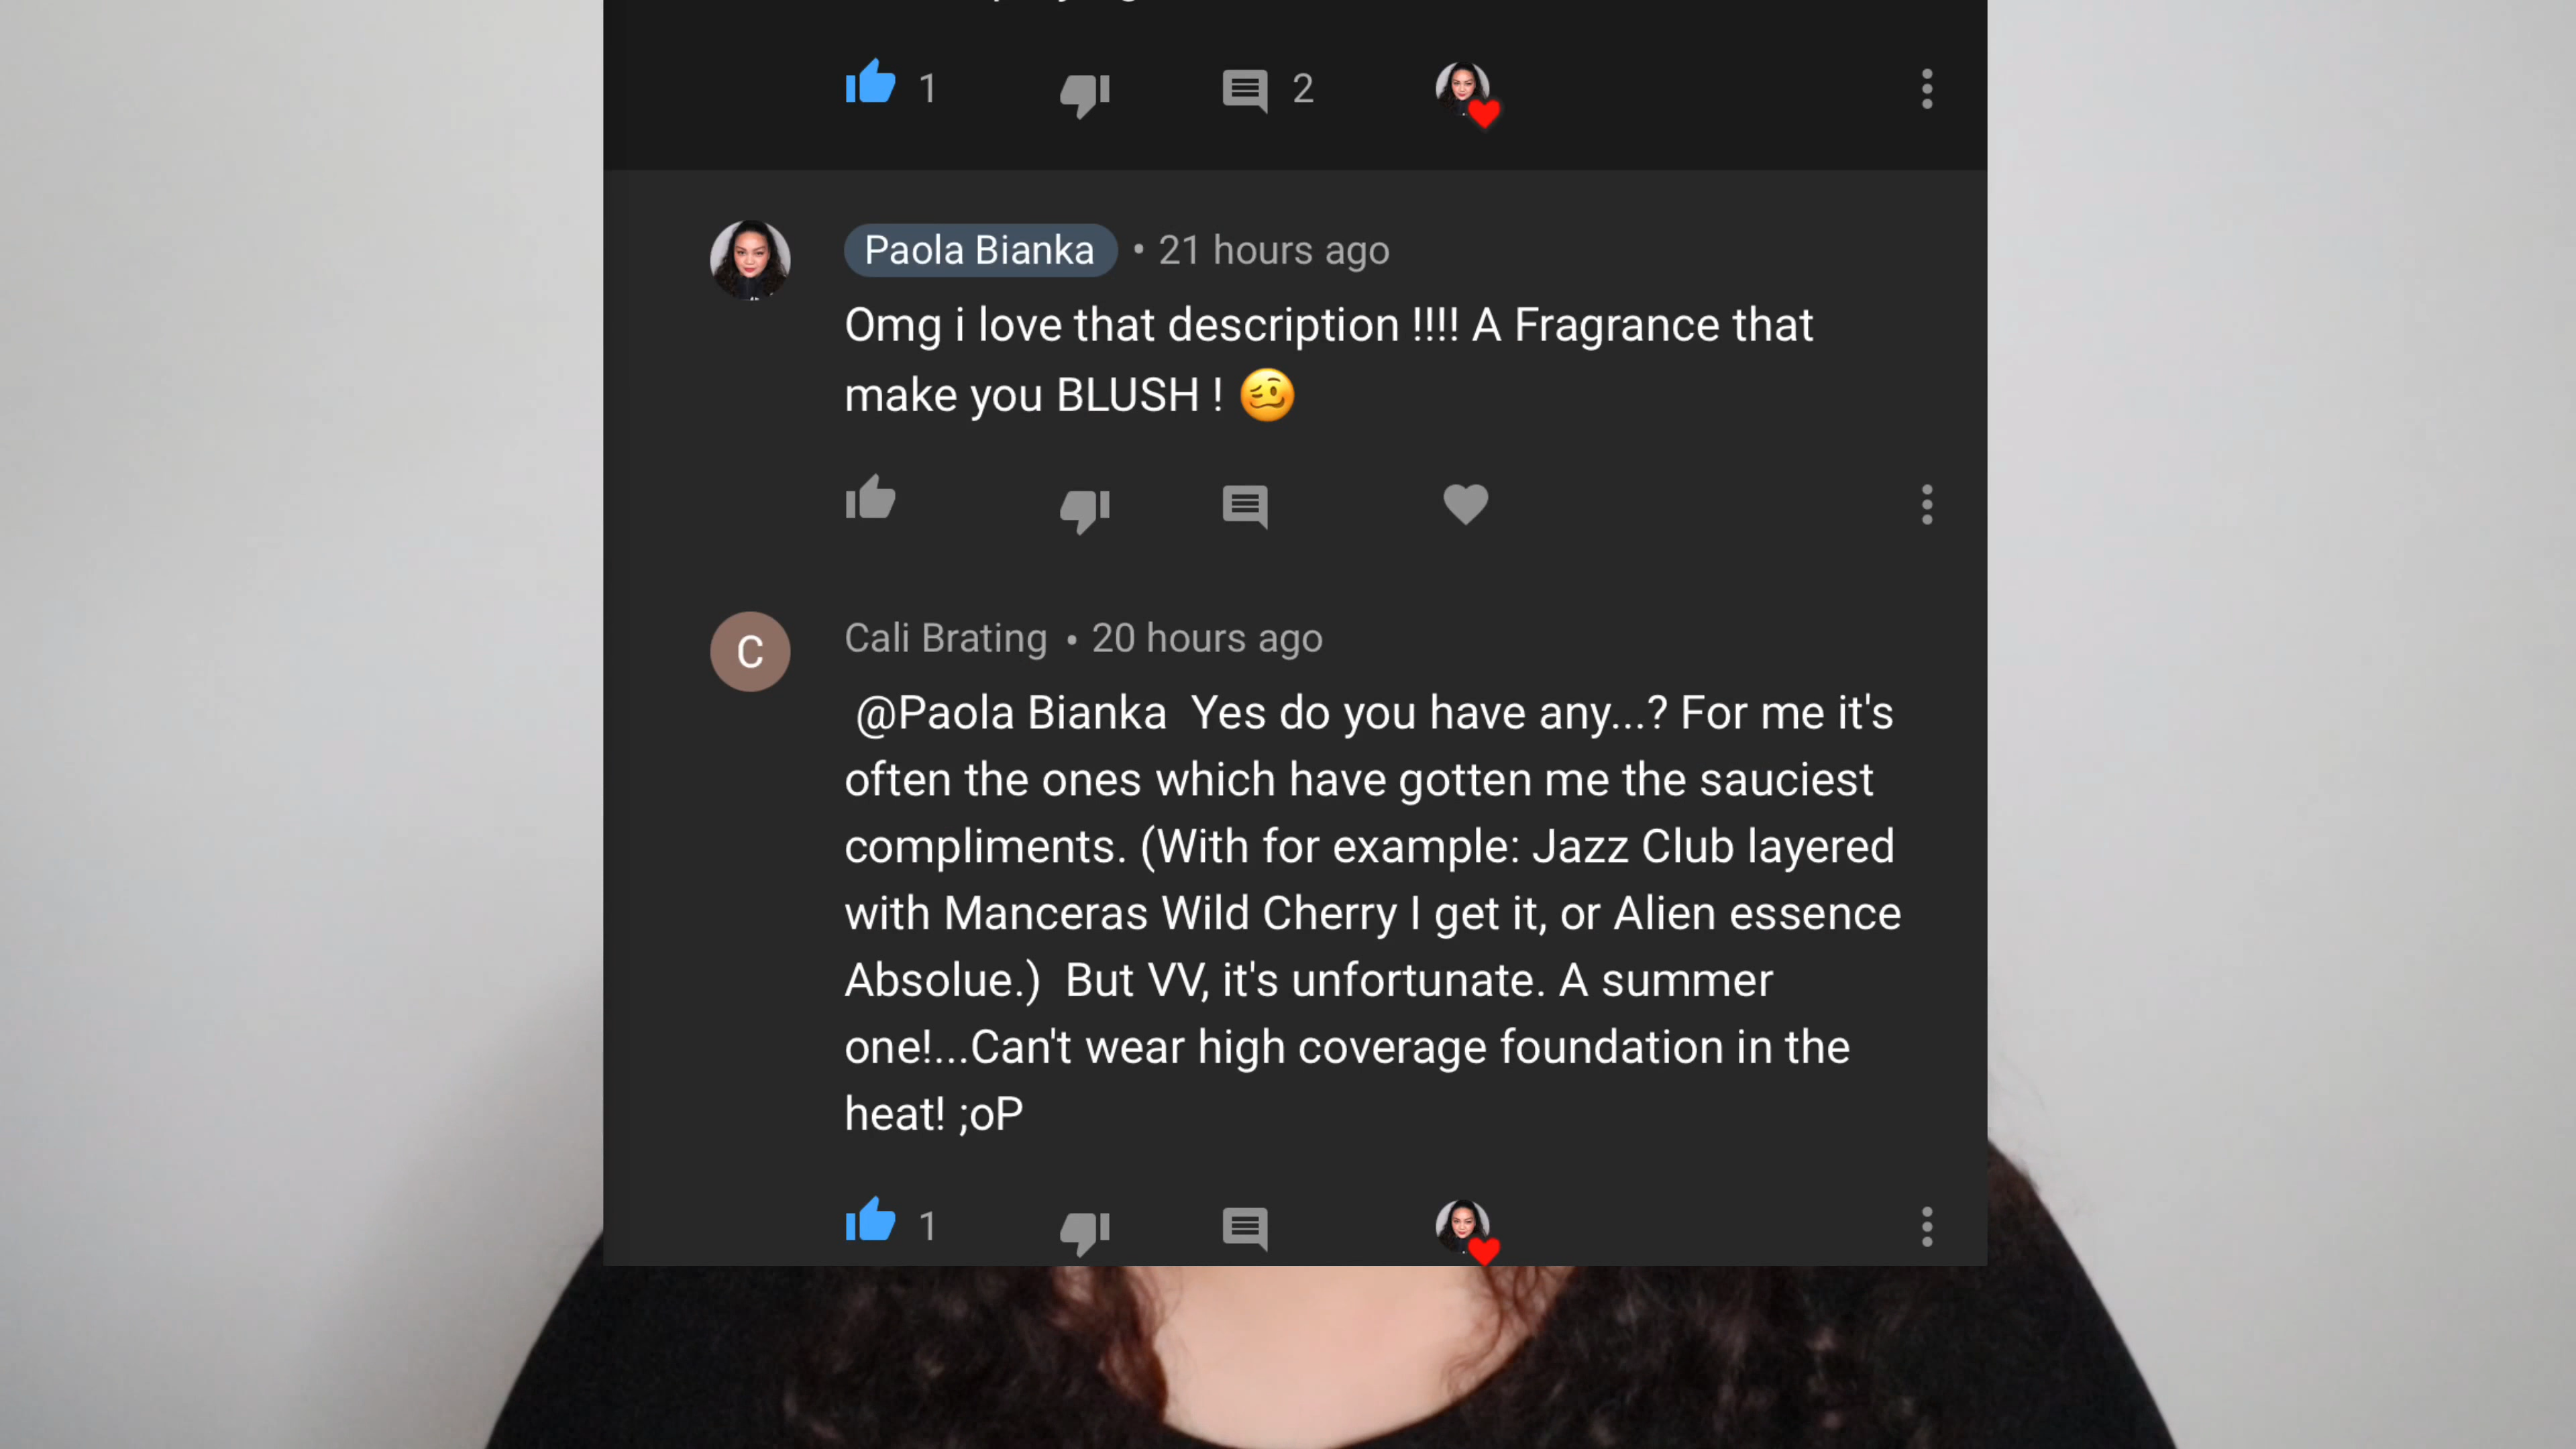 1
2
Paola Bianka • 21 hours ago
Omg i love that description !!!! A Fragrance that
make you BLUSH ! 🥴
C
Cali Brating • 20 hours ago
@Paola Bianka  Yes do you have any...? For me it's
often the ones which have gotten me the sauciest
compliments. (With for example: Jazz Club layered
with Manceras Wild Cherry I get it, or Alien essence
Absolue.)  But VV, it's unfortunate. A summer
one!...Can't wear high coverage foundation in the
heat! ;oP
1